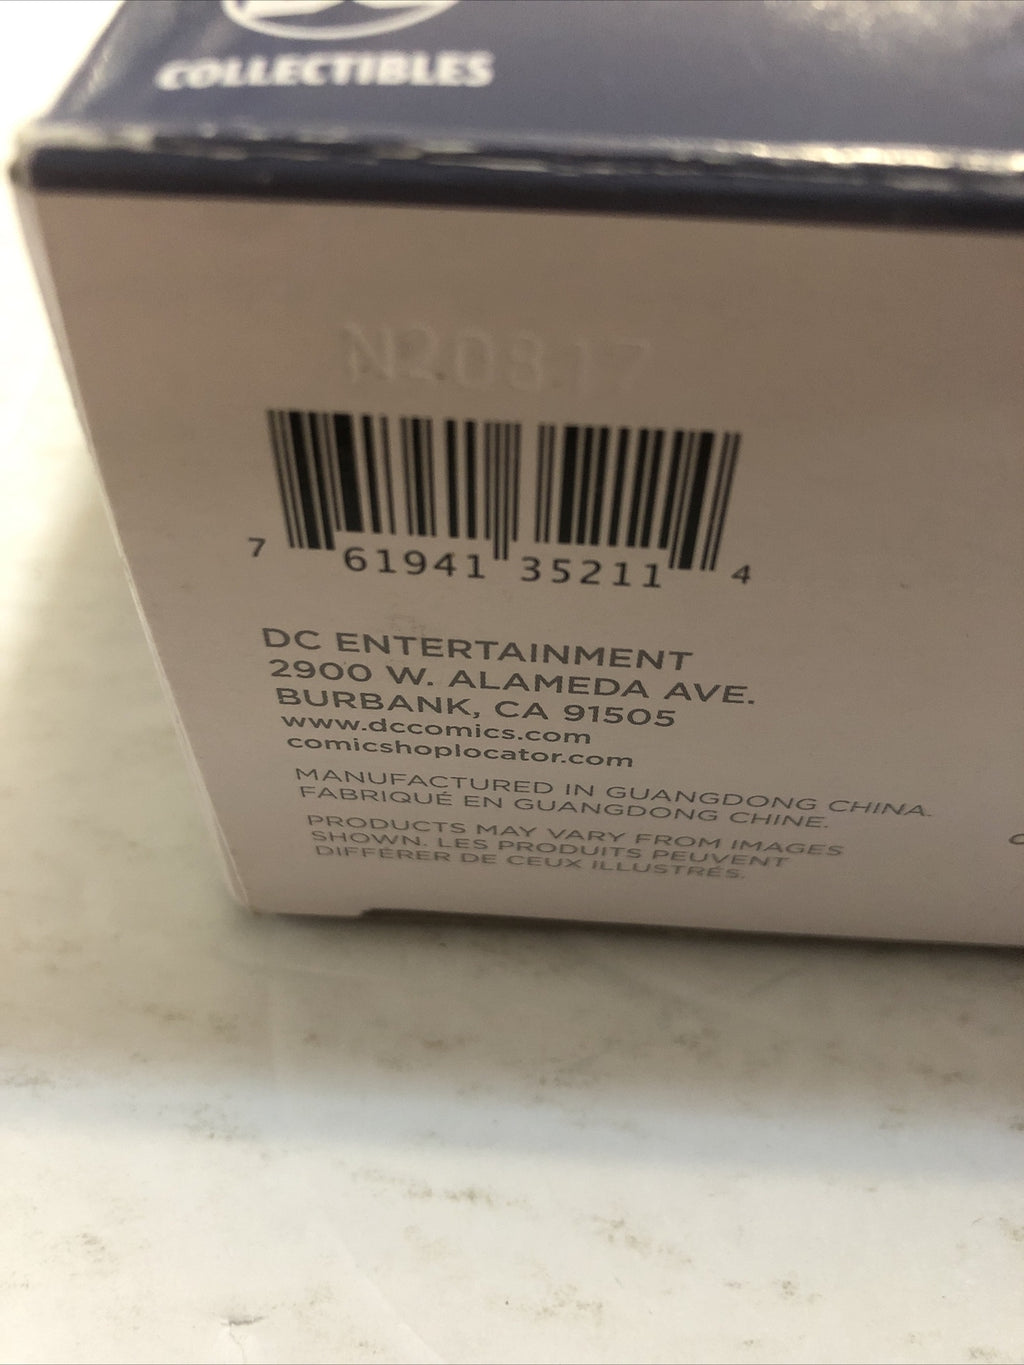 COLLECTIBLES
N20817
7 61941 35211 4
DC ENTERTAINMENT
2900 W. ALAMEDA AVE.
BURBANK, CA 91505
www.dccomics.com
comicshoplocator.com
MANUFACTURED IN GUANGDONG CHINA.
FABRIQUÉ EN GUANGDONG CHINE.
PRODUCTS MAY VARY FROM IMAGES
SHOWN. LES PRODUITS PEUVENT
DIFFÉRER DE CEUX ILLUSTRÉS.